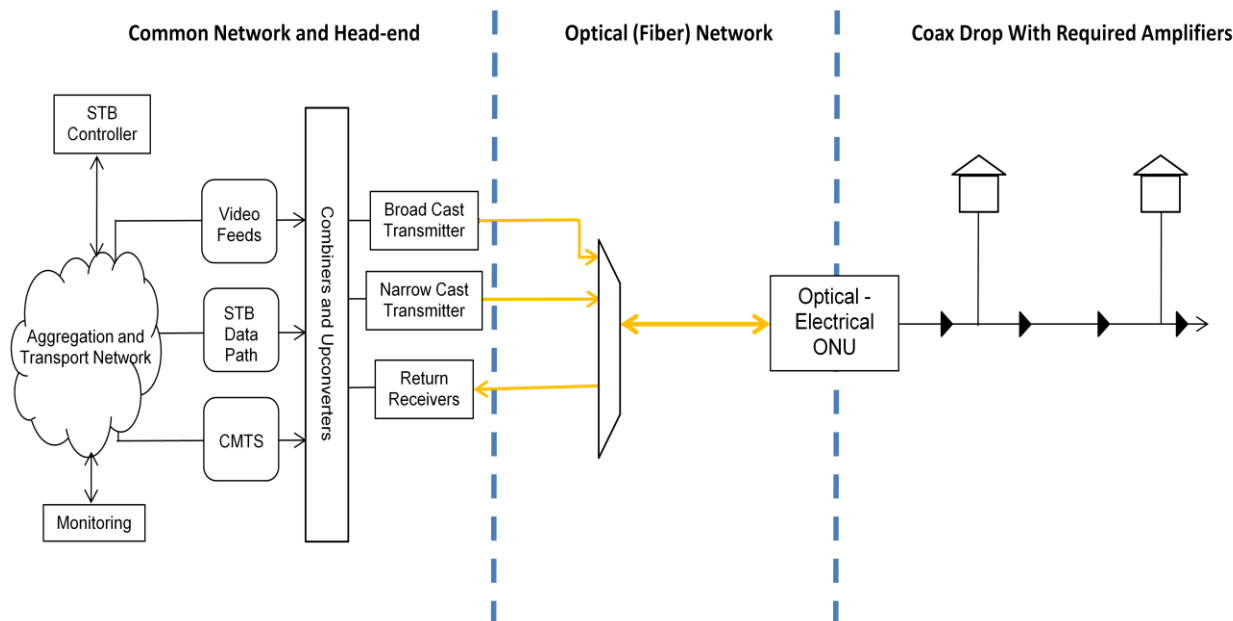 Common Network and Head-end
Optical (Fiber) Network
Coax Drop With Required Amplifiers
STB
Controller
Video
Feeds
Aggregation and
Transport Network
STB
Data
Path
CMTS
Monitoring
Combiners and Upconverters
Broad Cast
Transmitter
Narrow Cast
Transmitter
Return
Receivers
Optical -
Electrical
ONU